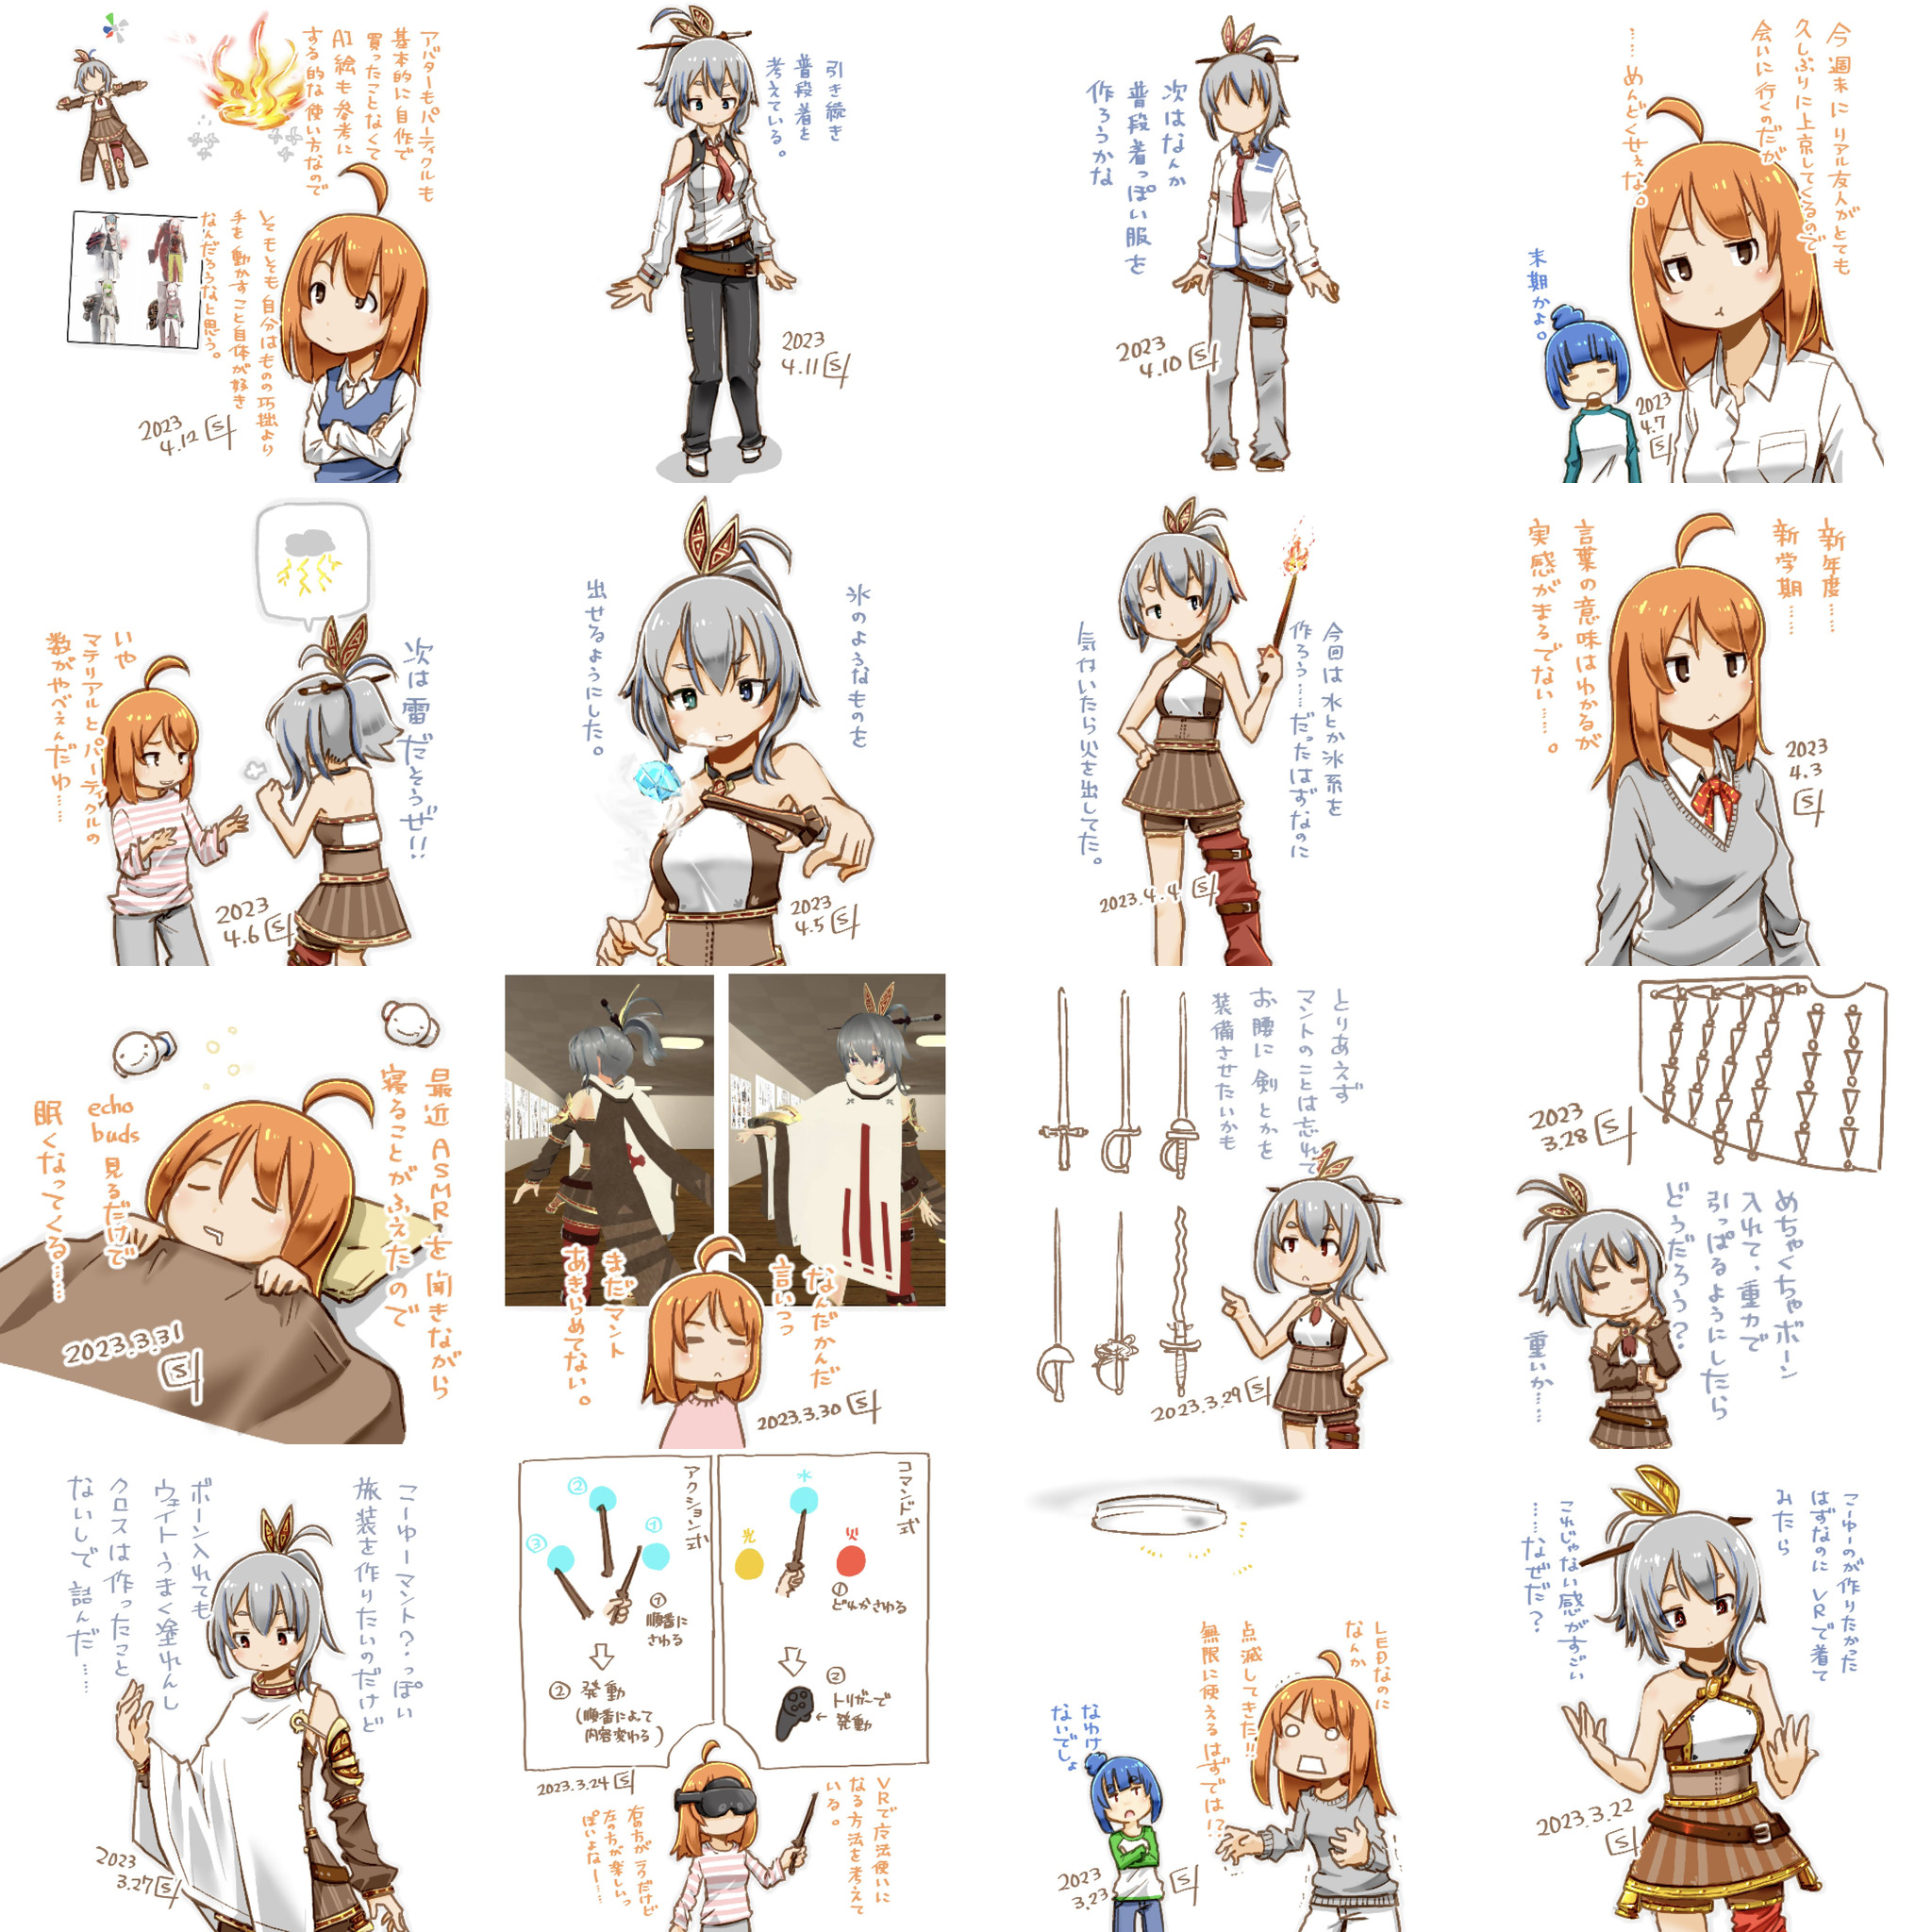 アバターもパーティクルも
基本的に自作で
買ったことなくて
AI絵も参考に
する的な使い方なので
そもそも自分はものの巧拙より
手を動かすこと自体が好き
なんだろうなと思う。
2023
4.12
引き続き
普段着を
考えている。
2023
4.11
次はなんか
普段着っぽい服を
作ろうかな
2023
4.10
今週末にリアル友人がとても
久しぶりに上京してくるので
会いに行くのだが
……めんどくせぇな。
末期かよ。
2023
4.7
次は雷だそうぜ!!
いや
マテリアルとパーティクルの
数がやべぇんだわ……
2023
4.6
氷のようなものを
出せるようにした。
2023
4.5
今回は水とか氷系を
作ろう……だったはずなのに
気付いたら火を出してた。
2023.4.4
新年度……
新学期……
言葉の意味はわかるが
実感がまるでない……。
2023
4.3
最近ASMRを聞きながら
寝ることがふえたので
echo
buds
見るだけで
眠くなってくる……
2023.3.31
なんだかんだ
言いつつ
まだマント
あきらめてない。
2023.3.30
とりあえず
マントのことは忘れて
お腰に剣とかを
装備させたいかも
2023.3.29
2023
3.28
めちゃくちゃボーン
入れて、重力で
引っぱるようにしたら
どうだろう?
重いか……
こーゆーマント?っぽい
旅装を作りたいのだけど
ボーン入れても
ウェイトうまく塗れんし
クロスは作ったこと
ないしで詰んだ……
2023
3.27
コマンド式
水
光
火
①
どれかさわる
②
トリガーで
発動
アクション式
②
③
①
①
順番に
さわる
② 発動
(順番によって
内容変わる)
2023.3.24
VRで魔法使いに
なる方法を考えて
いる。
右の方がラクだけど
左の方が楽しいっ
ぽいよなー…
LEDなのに
なんか
点滅してきた!!
無限に使えるはずでは!?
なわけ
ないでしょ
2023
3.23
こーゆーのが作りたかった
はずなのにVRで着て
みたら
これじゃない感がすごい
……なぜだ?
2023.3.22